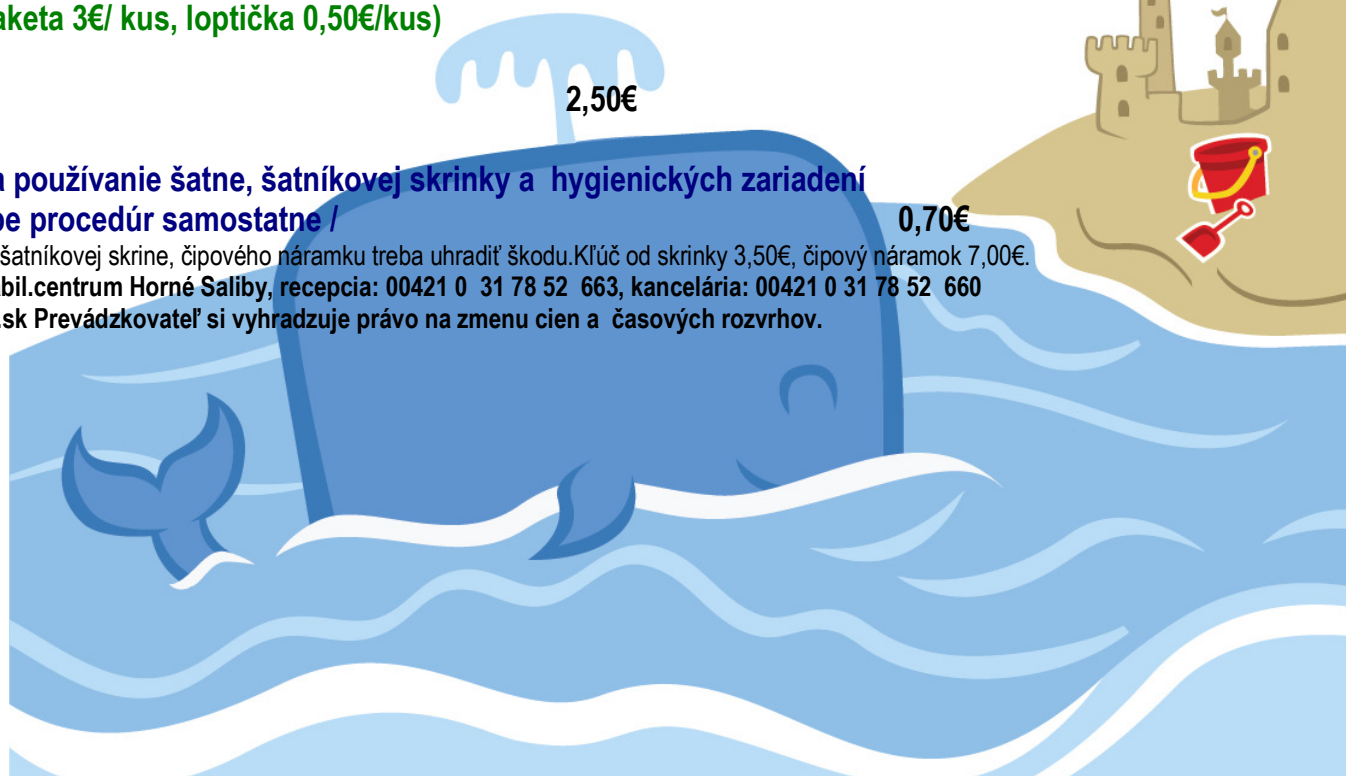 aketa 3€/ kus, loptička 0,50€/kus)
2,50€
a používanie šatne, šatníkovej skrinky a hygienických zariadení
be procedúr samostatne / 0,70€
šatníkovej skrine, čipového náramku treba uhradiť škodu.Kľúč od skrinky 3,50€, čipový náramok 7,00€.
bil.centrum Horné Saliby, recepcia: 00421 0 31 78 52 663, kancelária: 00421 0 31 78 52 660
.sk Prevádzkovateľ si vyhradzuje právo na zmenu cien a časových rozvrhov.